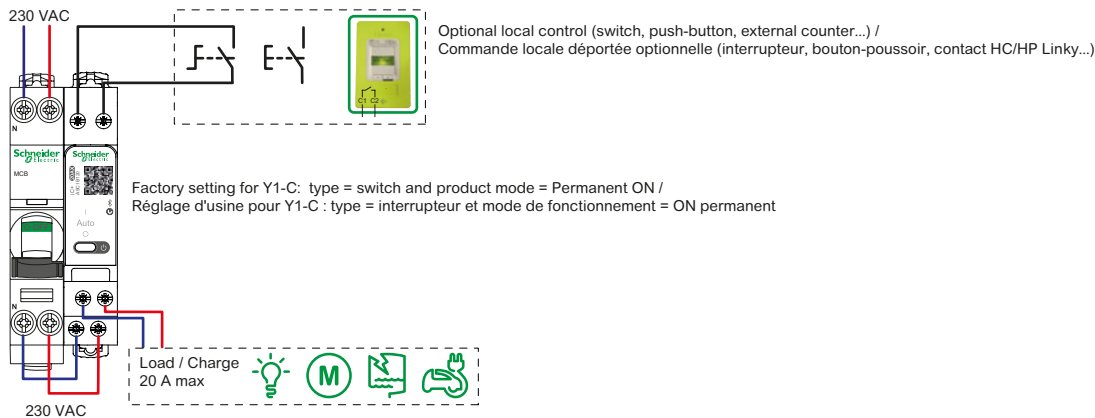 230 VAC
Optional local control (switch, push-button, external counter...) /
Commande locale déportée optionnelle (interrupteur, bouton-poussoir, contact HC/HP Linky...)
C1 C2
N
Schneider
Electric
Schneider
Electric
MCB
Factory setting for Y1-C: type = switch and product mode = Permanent ON /
Réglage d'usine pour Y1-C : type = interrupteur et mode de fonctionnement = ON permanent
I
Auto
N
Load / Charge
20 A max
M
230 VAC